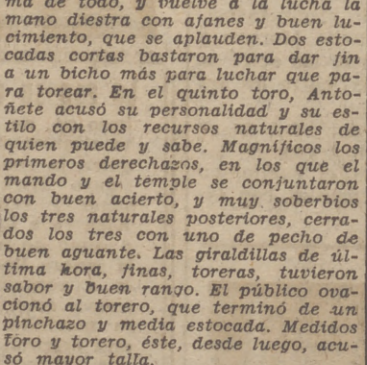 ma de todo, y vuelve a la lucha la
mano diestra con afanes y buen lu-
cimiento, que se aplauden. Dos esto-
cadas cortas bastaron para dar fin
a un bicho más para luchar que pa-
ra torear. En el quinto toro, Anto-
ñete acusó su personalidad y su es-
tilo con los recursos naturales de
quien puede y sabe. Magníficos los
primeros derechazos, en los que el
mando y el temple se conjuntaron
con buen acierto, y muy soberbios
los tres naturales posteriores, cerra-
dos los tres con uno de pecho de
buen aguante. Las giraldillas de úl-
tima hora, finas, toreras, tuvieron
sabor y buen rango. El público ova-
cionó al torero, que terminó de un
pinchazo y media estocada. Medidos
toro y torero, éste, desde luego, acu-
só mayor talla.